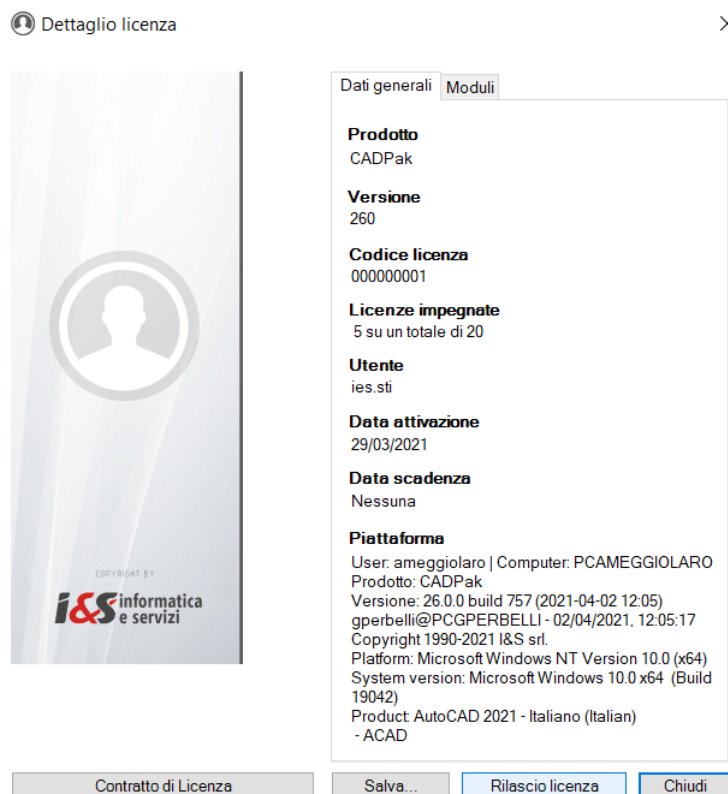 Dettaglio licenza
Dati generali
Moduli
Prodotto
CADPak
Versione
260
Codice licenza
000000001
Licenze impegnate
5 su un totale di 20
Utente
ies.sti
Data attivazione
29/03/2021
Data scadenza
Nessuna
Piattaforma
User: ameggiolaro | Computer: PCAMEGGIOLARO
Prodotto: CADPak
Versione: 26.0.0 build 757 (2021-04-02 12:05)
gperbelli@PCGPERBELLI - 02/04/2021, 12:05:17
Copyright 1990-2021 I&S srl.
Platform: Microsoft Windows NT Version 10.0 (x64)
System version: Microsoft Windows 10.0 x64 (Build
19042)
Product: AutoCAD 2021 - Italiano (Italian)
- ACAD
COPYRIGHT BY
I&S informatica
e servizi
Contratto di Licenza
Salva...
Rilascio licenza
Chiudi